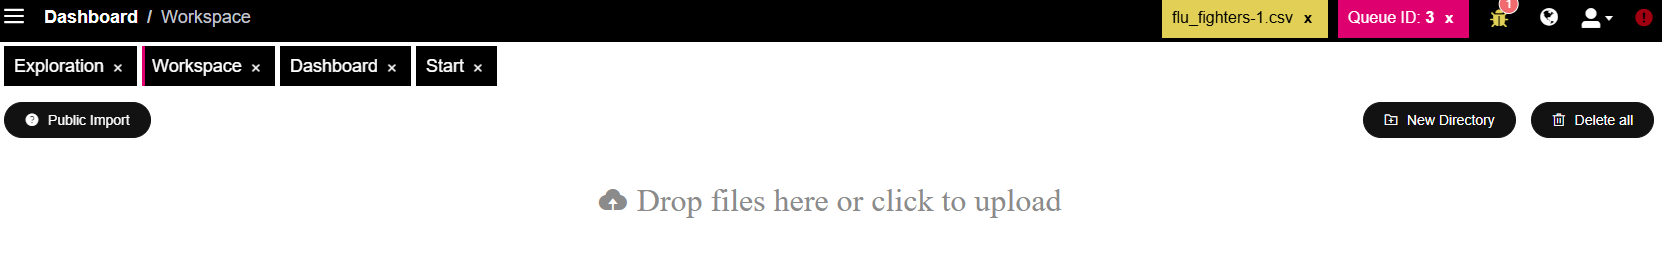 Dashboard / Workspace flu_fighters-1.csv x Queue ID: 3 x 1
Exploration × Workspace × Dashboard × Start ×
Public Import New Directory Delete all
Drop files here or click to upload